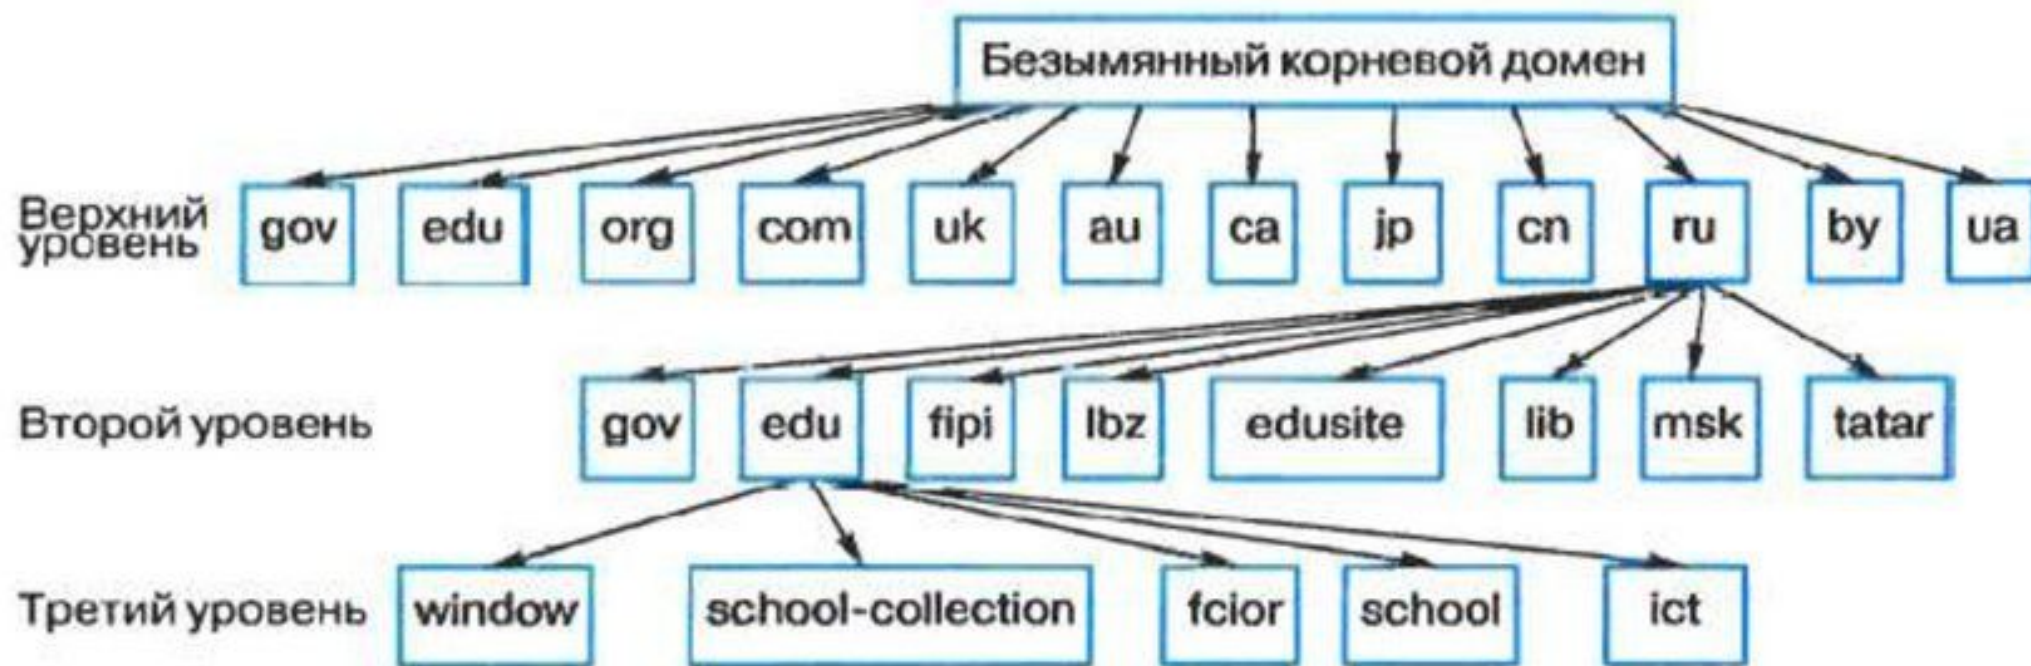 Безымянный корневой домен
Верхний
уровень
gov edu org com uk au ca jp cn ru by ua
Второй уровень
gov edu fipi lbz edusite lib msk tatar
Третий уровень
window school-collection fcior school ict